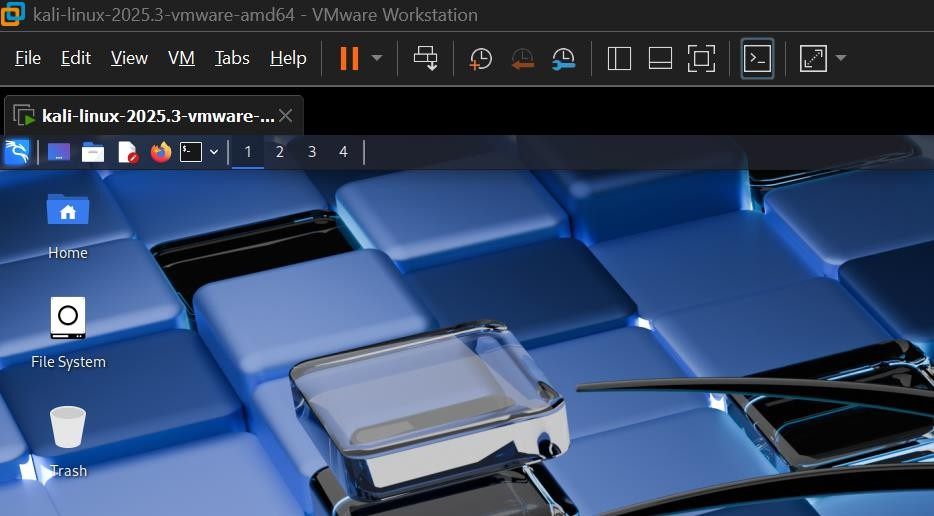 kali-linux-2025.3-vmware-amd64 - VMware Workstation
File Edit View VM Tabs Help
kali-linux-2025.3-vmware-...
1 2 3 4
Home
File System
Trash